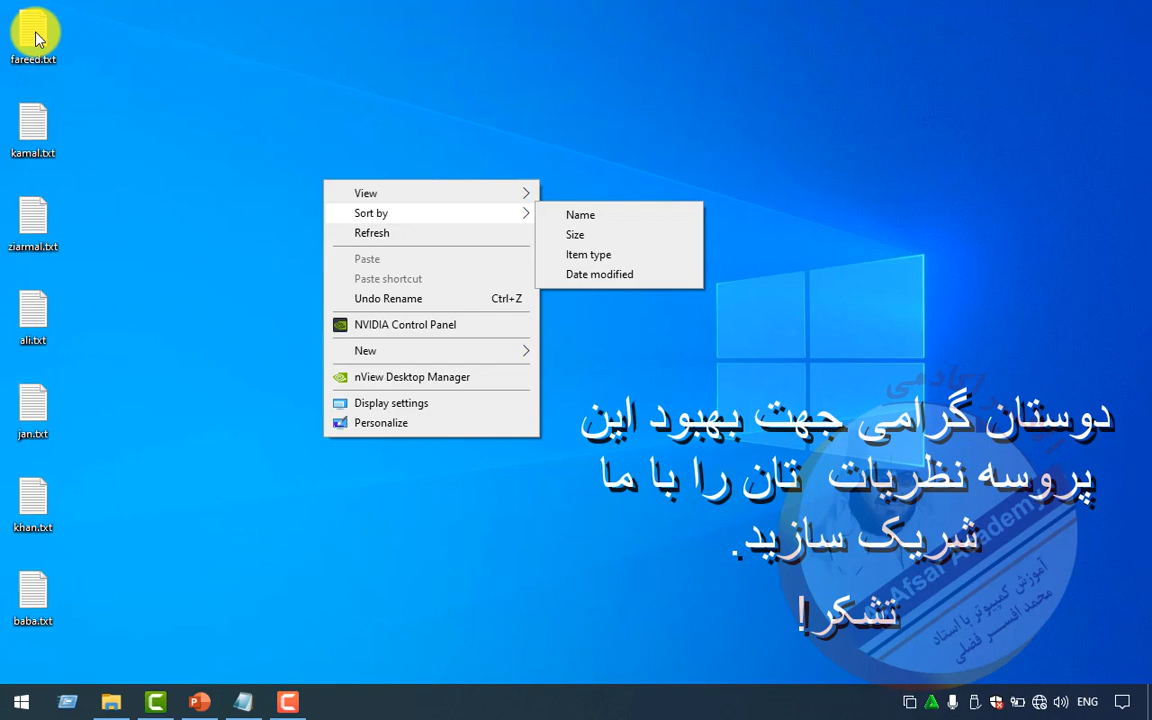 fareed.txt
kamal.txt
ziarmal.txt
ali.txt
jan.txt
khan.txt
baba.txt
View
Sort by
Refresh
Paste
Paste shortcut
Undo Rename Ctrl+Z
NVIDIA Control Panel
New
nView Desktop Manager
Display settings
Personalize
Name
Size
Item type
Date modified
دوستان گرامی جهت بهبود این
پروسه نظریات تان را با ما
شریک سازید.
تشکر!
Afsar Academy
آموزش کمپیوتر با استاد
محمد افسر فضلی
ENG